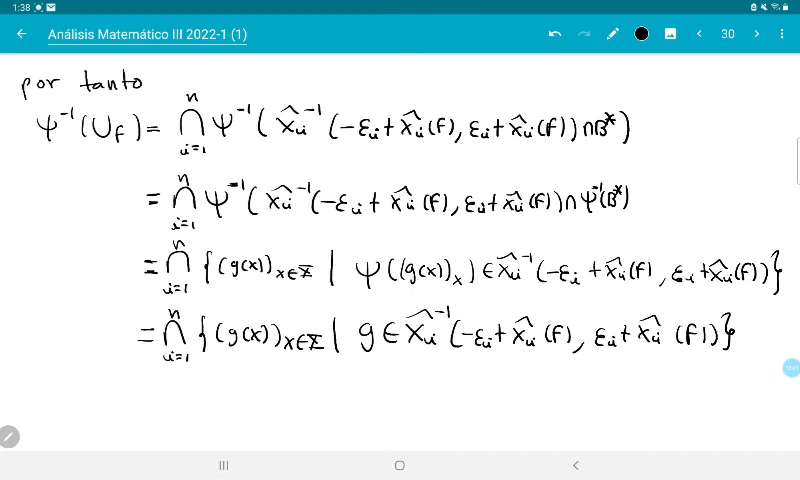 1:38
Análisis Matemático III 2022-1 (1)
30
por tanto
Ψ⁻¹(U_f) = ⋂_{i=1}^{n} Ψ⁻¹( x̂ᵢ⁻¹ (-εᵢ + x̂ᵢ(f), εᵢ + x̂ᵢ(f)) ∩ B*)
= ⋂_{i=1}^{n} Ψ⁻¹( x̂ᵢ⁻¹(-εᵢ + x̂ᵢ(f), εᵢ + x̂ᵢ(f)) ∩ Ψ⁻¹(B*)
= ⋂_{i=1}^{n} { (g(x))_{x∈X} | Ψ((g(x))_x) ∈ x̂ᵢ⁻¹ (-εᵢ + x̂ᵢ(f), εᵢ + x̂ᵢ(f)) }
= ⋂_{i=1}^{n} { (g(x))_{x∈X} | g ∈ x̂ᵢ⁻¹ (-εᵢ + x̂ᵢ(f), εᵢ + x̂ᵢ(f)) }